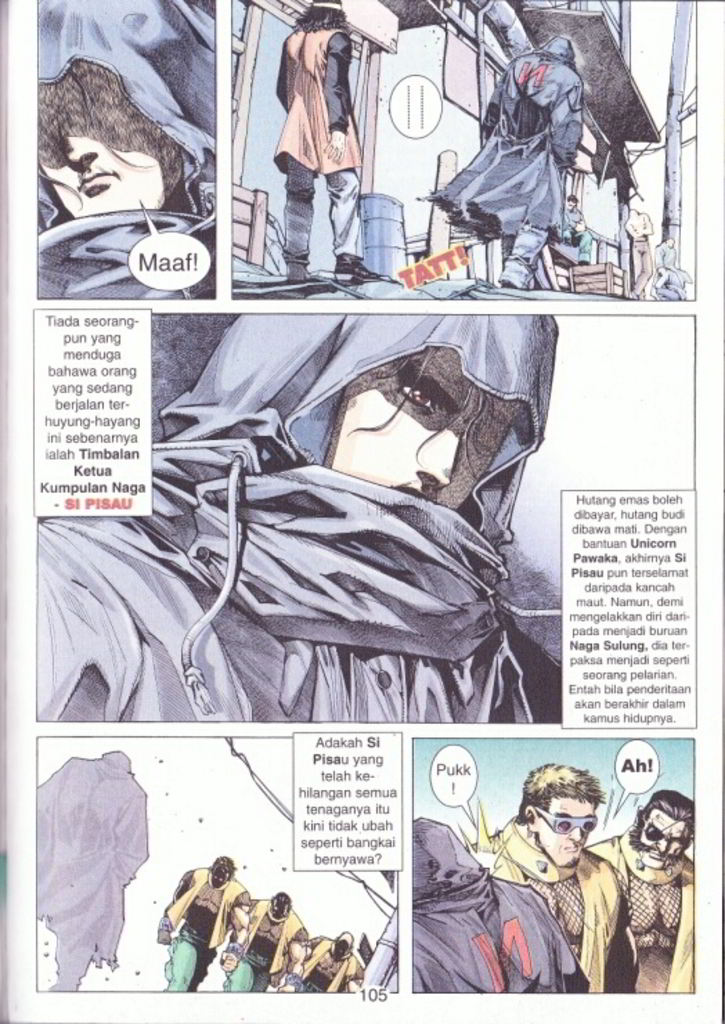 Maaf!
!!
TATT!
Tiada seorang-
pun yang
menduga
bahawa orang
yang sedang
berjalan ter-
huyung-hayang
ini sebenarnya
ialah Timbalan
Ketua
Kumpulan Naga
- SI PISAU
Hutang emas boleh
dibayar, hutang budi
dibawa mati. Dengan
bantuan Unicorn
Pawaka, akhirnya Si
Pisau pun terselamat
daripada kancah
maut. Namun, demi
mengelakkan diri dari-
pada menjadi buruan
Naga Sulung, dia ter-
paksa menjadi seperti
seorang pelarian.
Entah bila penderitaan
akan berakhir dalam
kamus hidupnya.
Adakah Si
Pisau yang
telah ke-
hilangan semua
tenaganya itu
kini tidak ubah
seperti bangkai
bernyawa?
Pukk
!
Ah!
105